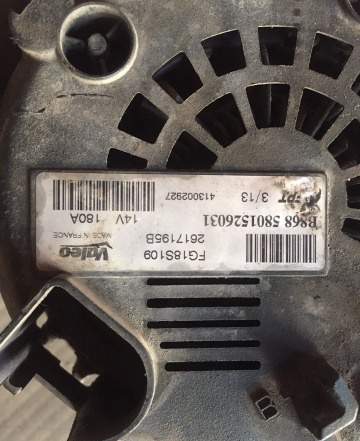 Valeo
MADE IN FRANCE
FG18S109
2617195B
14V 180A
B868 5801526031
413002927
3/13